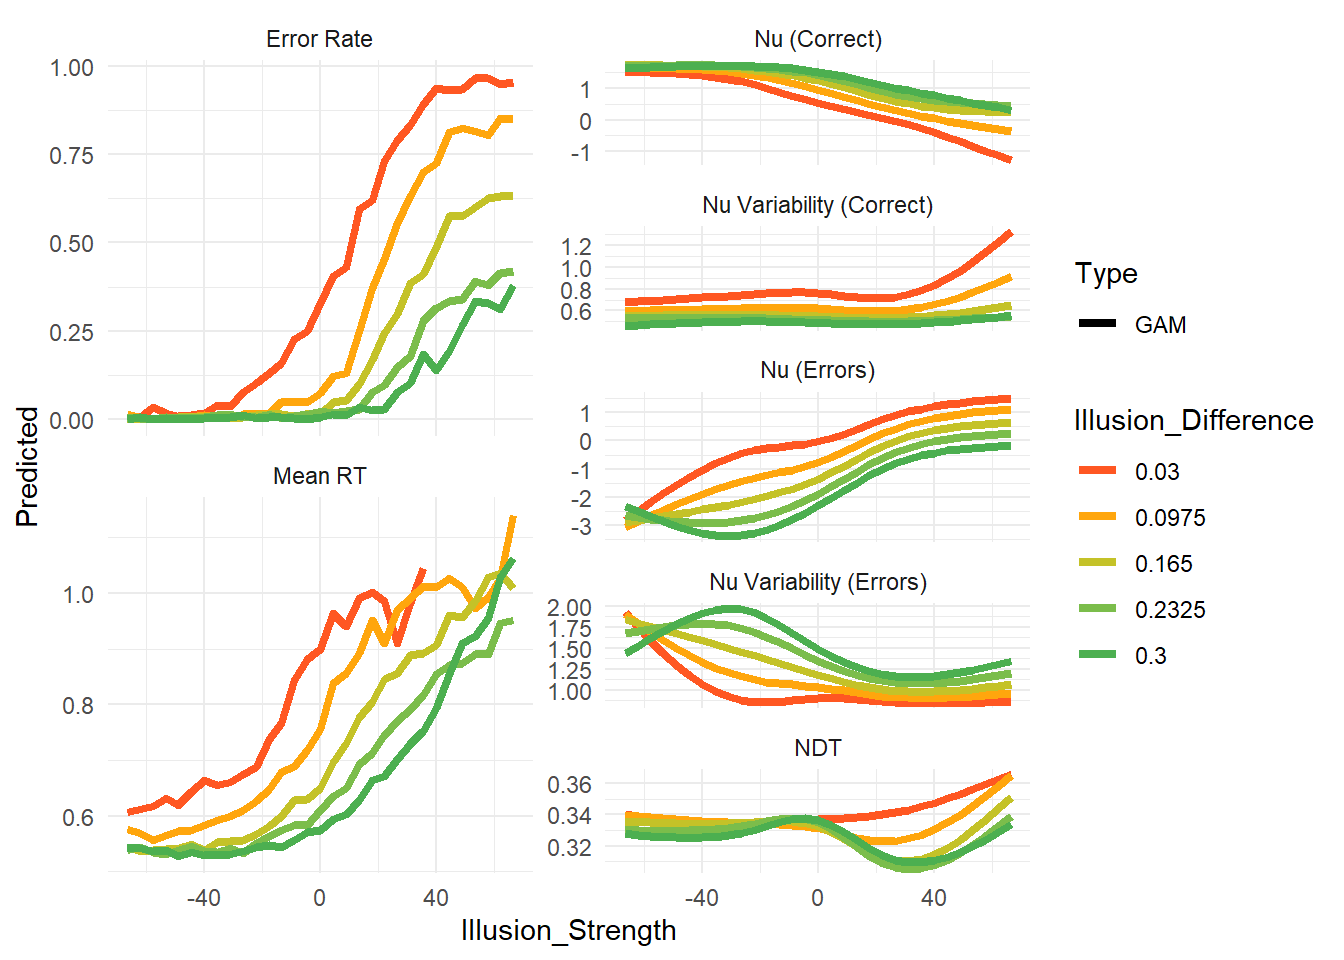 Error Rate
1.00
0.75
0.50
0.25
0.00
Mean RT
1.0
0.8
0.6
-40 0 40
Predicted
Nu (Correct)
1
0
-1
Nu Variability (Correct)
1.2
1.0
0.8
0.6
Nu (Errors)
1
0
-1
-2
-3
Nu Variability (Errors)
2.00
1.75
1.50
1.25
1.00
NDT
0.36
0.34
0.32
-40 0 40
Illusion_Strength
Type
GAM
Illusion_Difference
0.03
0.0975
0.165
0.2325
0.3